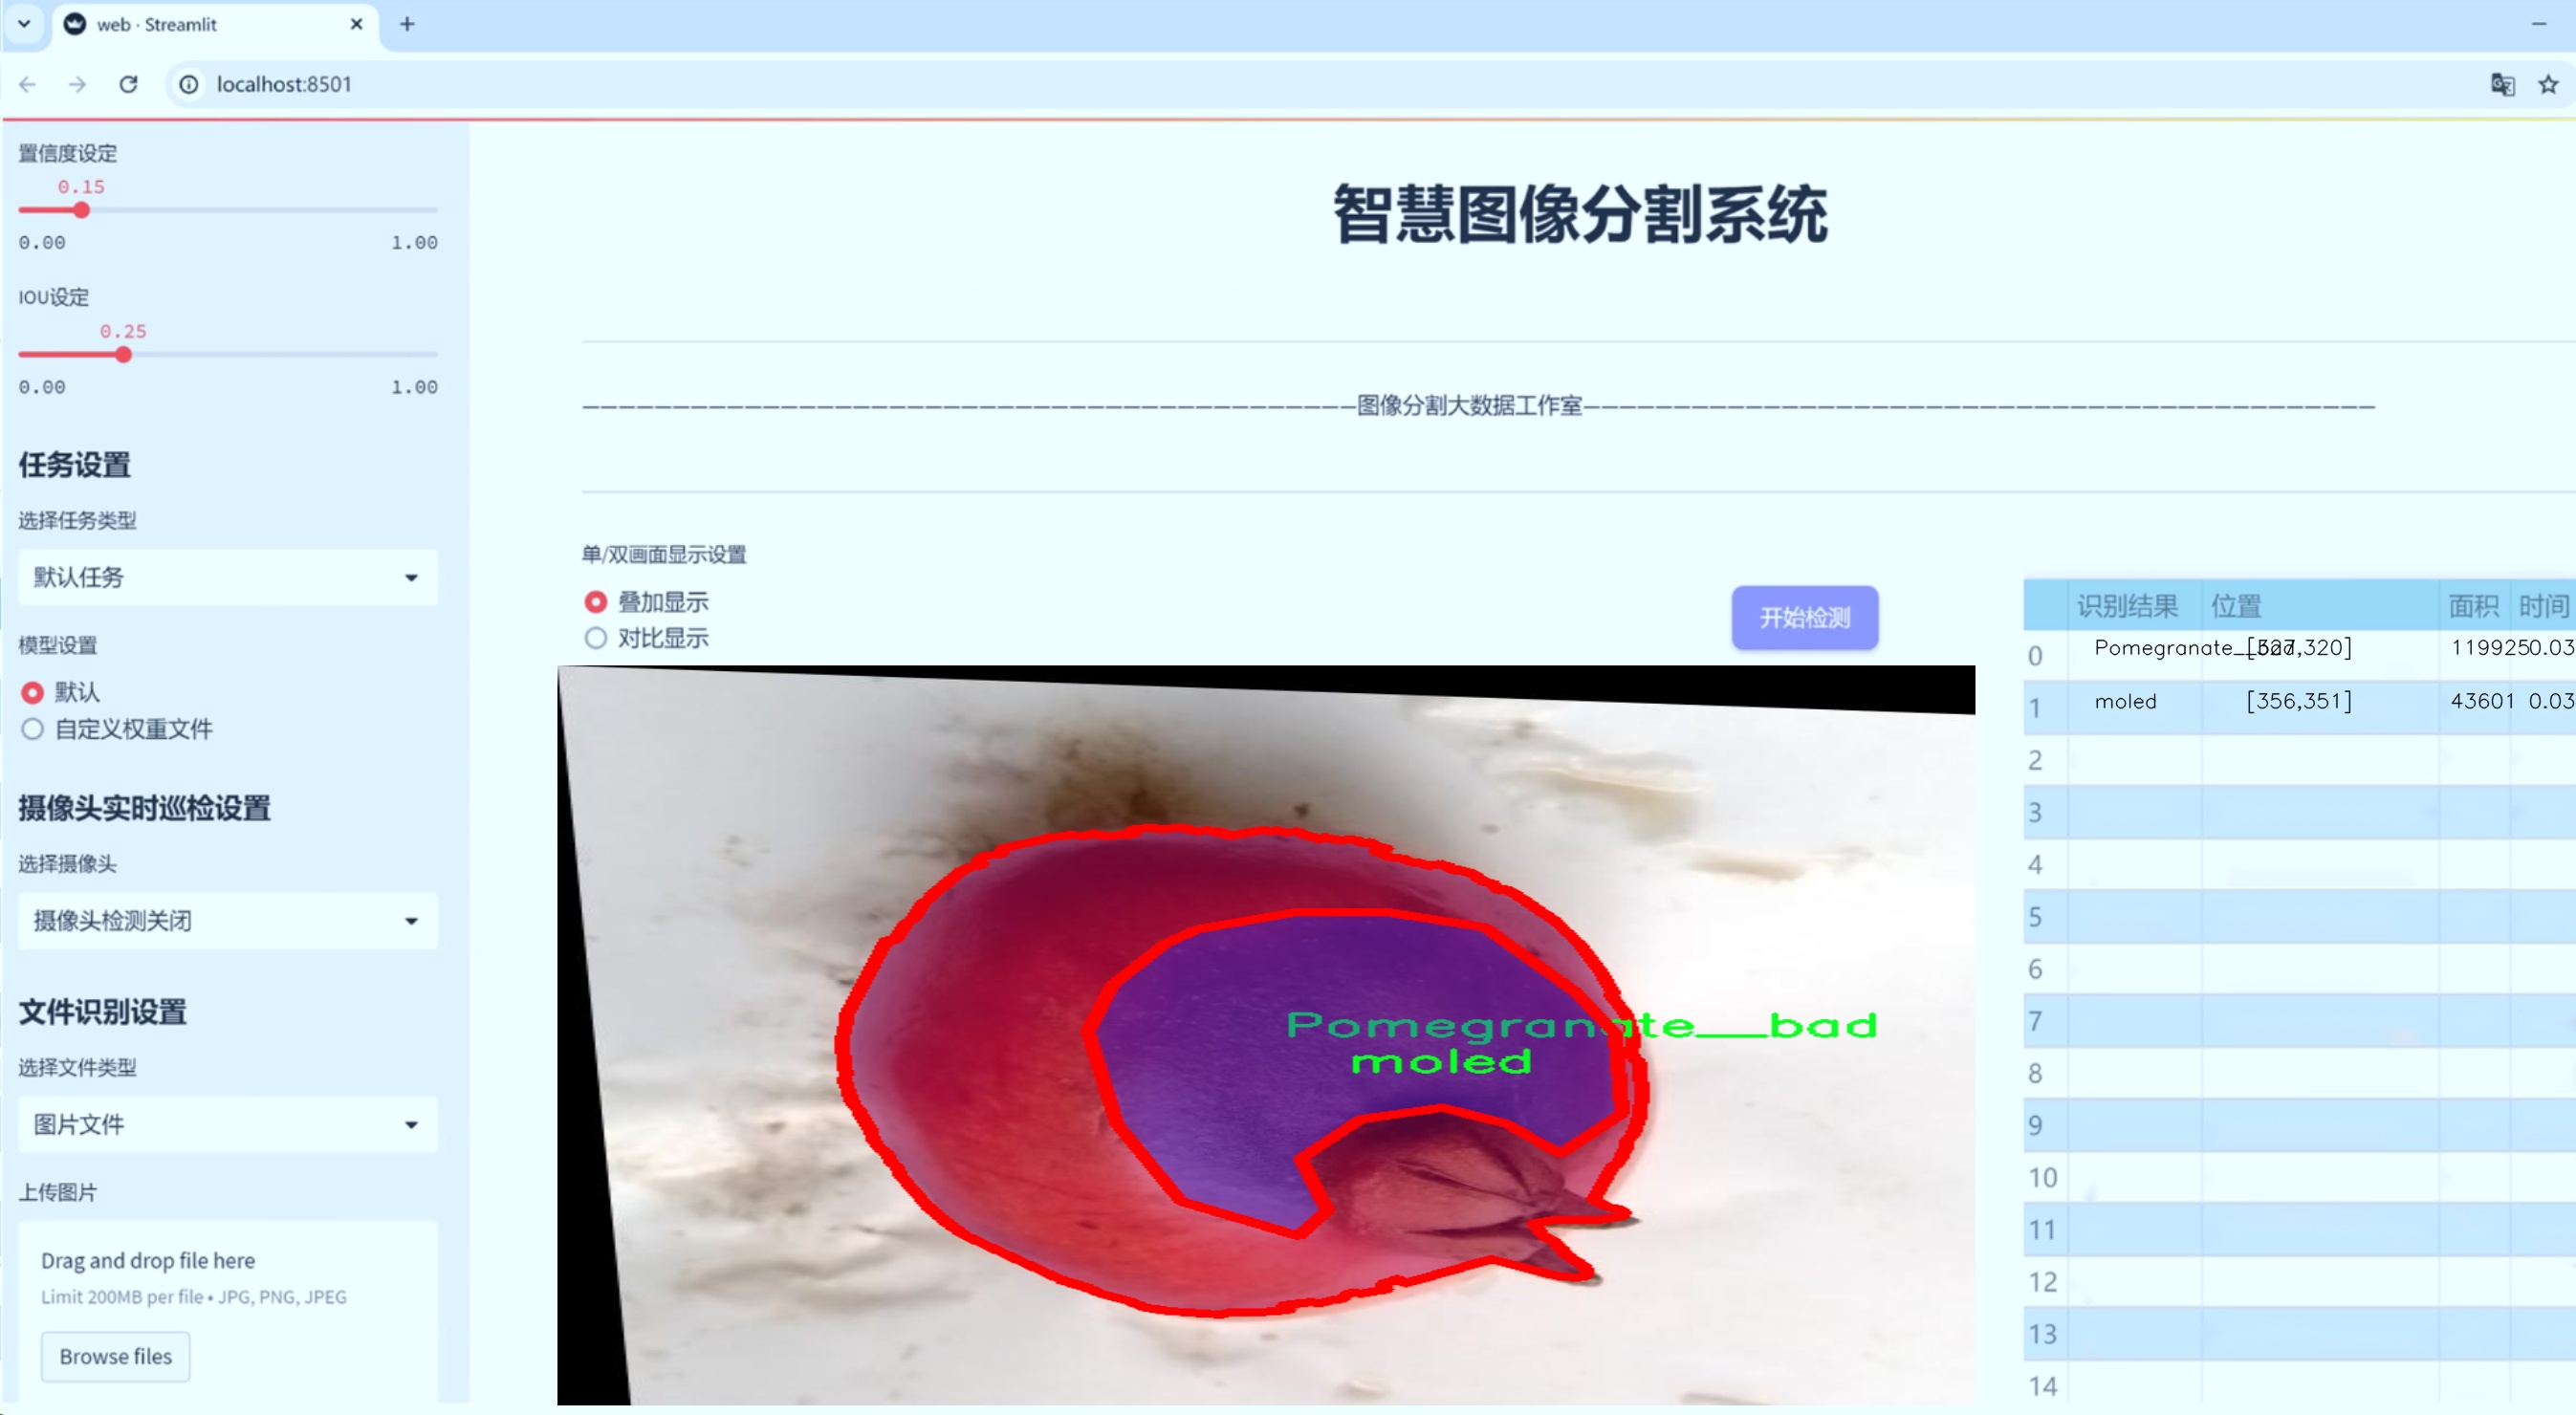 web · Streamlit
localhost:8501
置信度设定
0.15
0.00 1.00
IOU设定
0.25
0.00 1.00
任务设置
选择任务类型
默认任务
模型设置
默认
自定义权重文件
摄像头实时巡检设置
选择摄像头
摄像头检测关闭
文件识别设置
选择文件类型
图片文件
上传图片
Drag and drop file here
Limit 200MB per file • JPG, PNG, JPEG
Browse files
智慧图像分割系统
图像分割大数据工作室
单/双画面显示设置
叠加显示
对比显示
开始检测
Pomegranate__bad
moled
识别结果 位置 面积 时间
0 Pomegranate__bad [527,320] 119925 0.03
1 moled [356,351] 43601 0.03
2
3
4
5
6
7
8
9
10
11
12
13
14